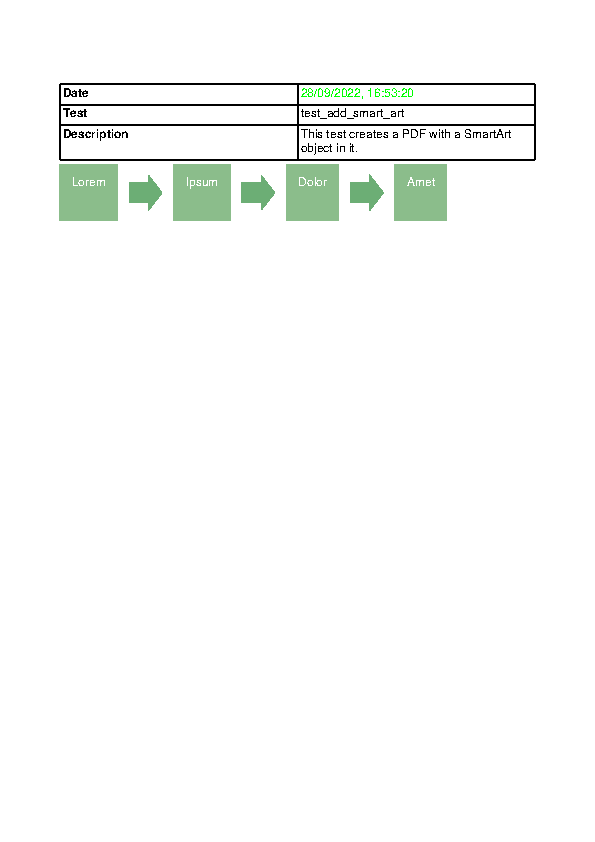 Date 28/09/2022, 16:53:20
Test test_add_smart_art
Description This test creates a PDF with a SmartArt
object in it.
Lorem Ipsum Dolor Amet